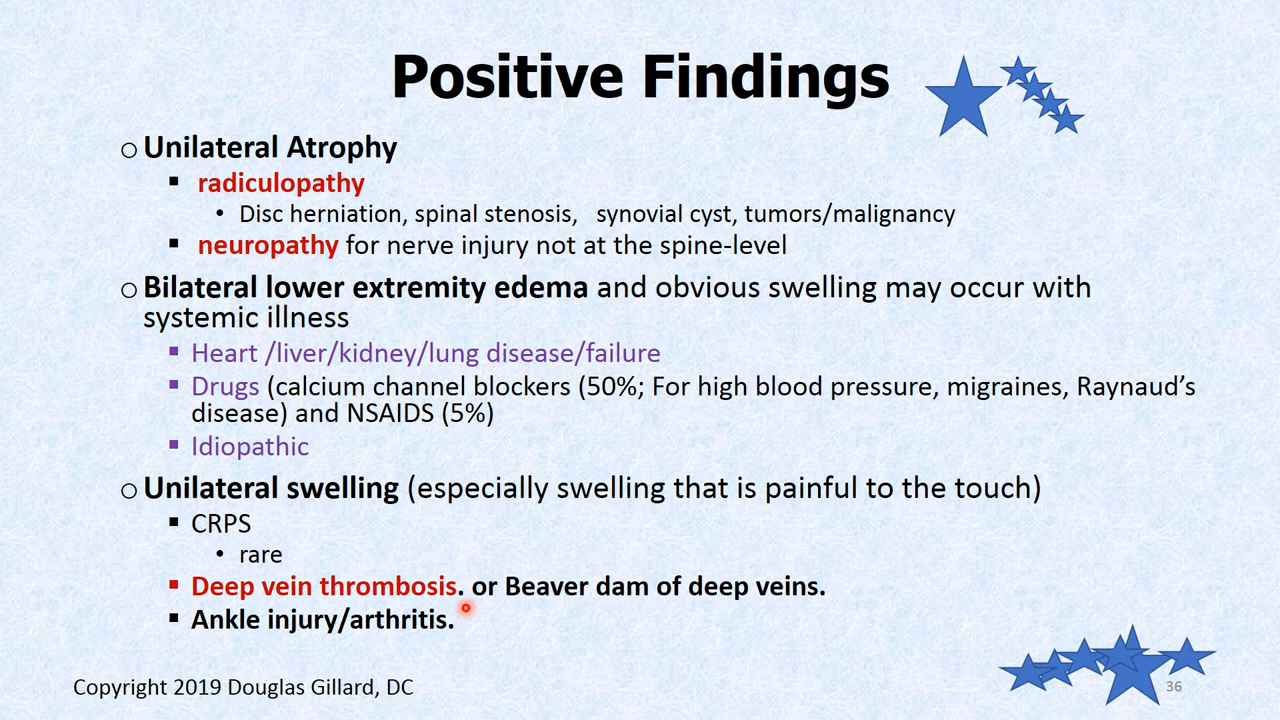 Positive Findings
Unilateral Atrophy
radiculopathy
Disc herniation, spinal stenosis, synovial cyst, tumors/malignancy
neuropathy for nerve injury not at the spine-level
Bilateral lower extremity edema and obvious swelling may occur with
systemic illness
Heart /liver/kidney/lung disease/failure
Drugs (calcium channel blockers (50%; For high blood pressure, migraines, Raynaud’s
disease) and NSAIDS (5%)
Idiopathic
Unilateral swelling (especially swelling that is painful to the touch)
CRPS
rare
Deep vein thrombosis. or Beaver dam of deep veins.
Ankle injury/arthritis.
Copyright 2019 Douglas Gillard, DC
36